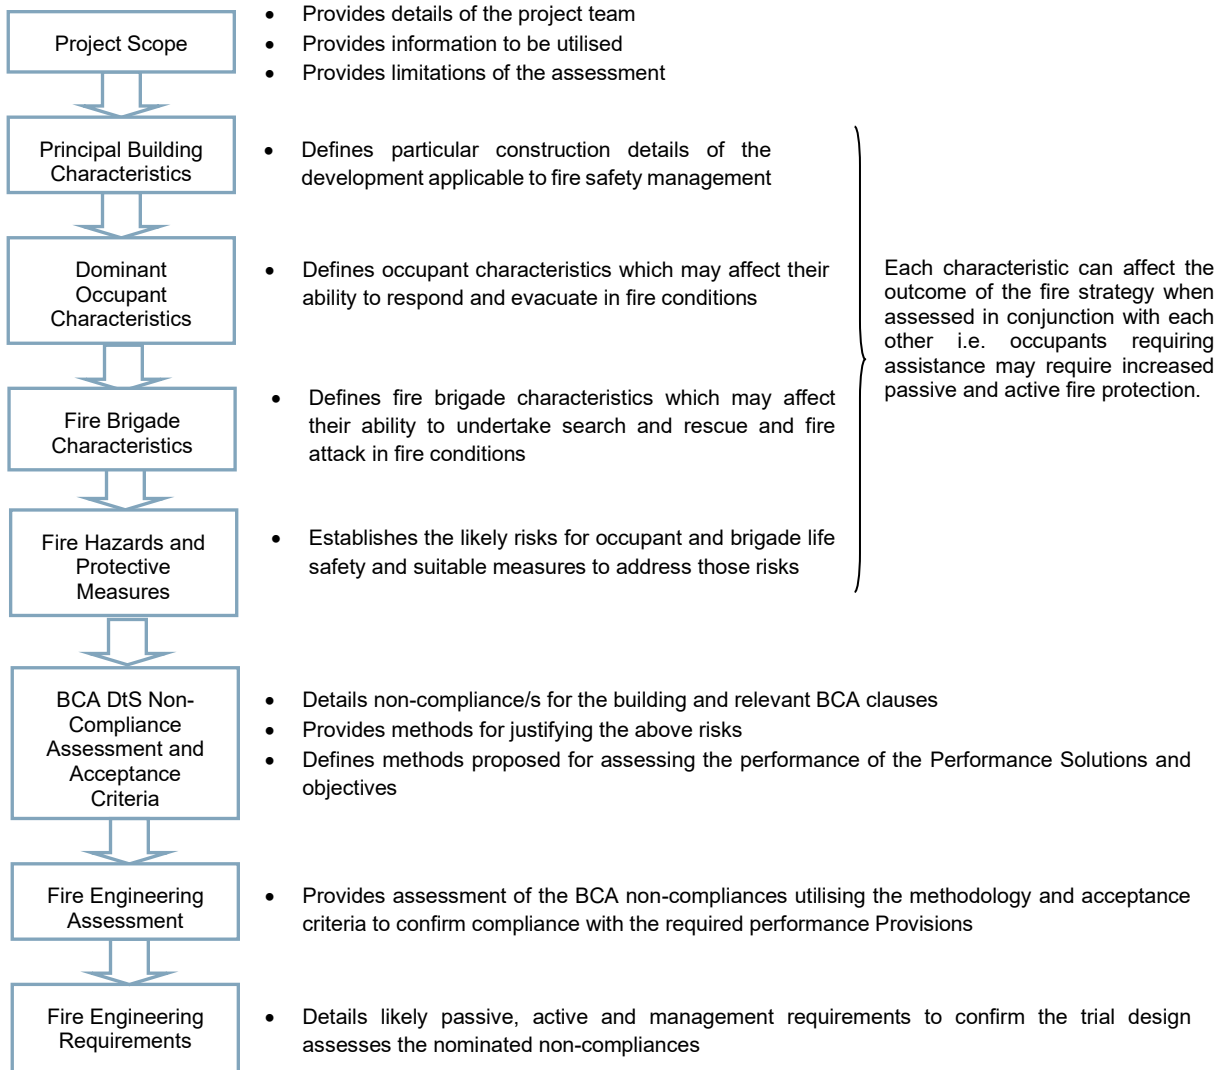 Project Scope
• Provides details of the project team
• Provides information to be utilised
• Provides limitations of the assessment
Principal Building
Characteristics
• Defines particular construction details of the
development applicable to fire safety management
Dominant
Occupant
Characteristics
• Defines occupant characteristics which may affect their
ability to respond and evacuate in fire conditions
Fire Brigade
Characteristics
• Defines fire brigade characteristics which may affect
their ability to undertake search and rescue and fire
attack in fire conditions
Fire Hazards and
Protective
Measures
• Establishes the likely risks for occupant and brigade life
safety and suitable measures to address those risks
Each characteristic can affect the
outcome of the fire strategy when
assessed in conjunction with each
other i.e. occupants requiring
assistance may require increased
passive and active fire protection.
BCA DtS Non-
Compliance
Assessment and
Acceptance
Criteria
• Details non-compliance/s for the building and relevant BCA clauses
• Provides methods for justifying the above risks
• Defines methods proposed for assessing the performance of the Performance Solutions and
objectives
Fire Engineering
Assessment
• Provides assessment of the BCA non-compliances utilising the methodology and acceptance
criteria to confirm compliance with the required performance Provisions
Fire Engineering
Requirements
• Details likely passive, active and management requirements to confirm the trial design
assesses the nominated non-compliances